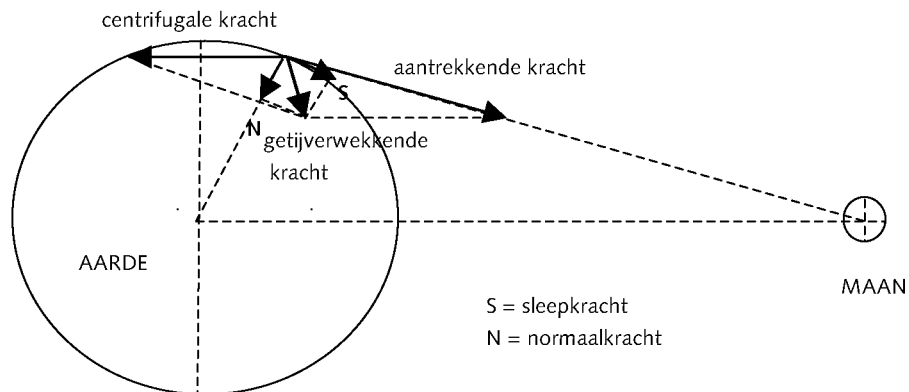 centrifugale kracht
aantrekkende kracht
S
N
getijverwekkende
kracht
AARDE
MAAN
S = sleepkracht
N = normaalkracht